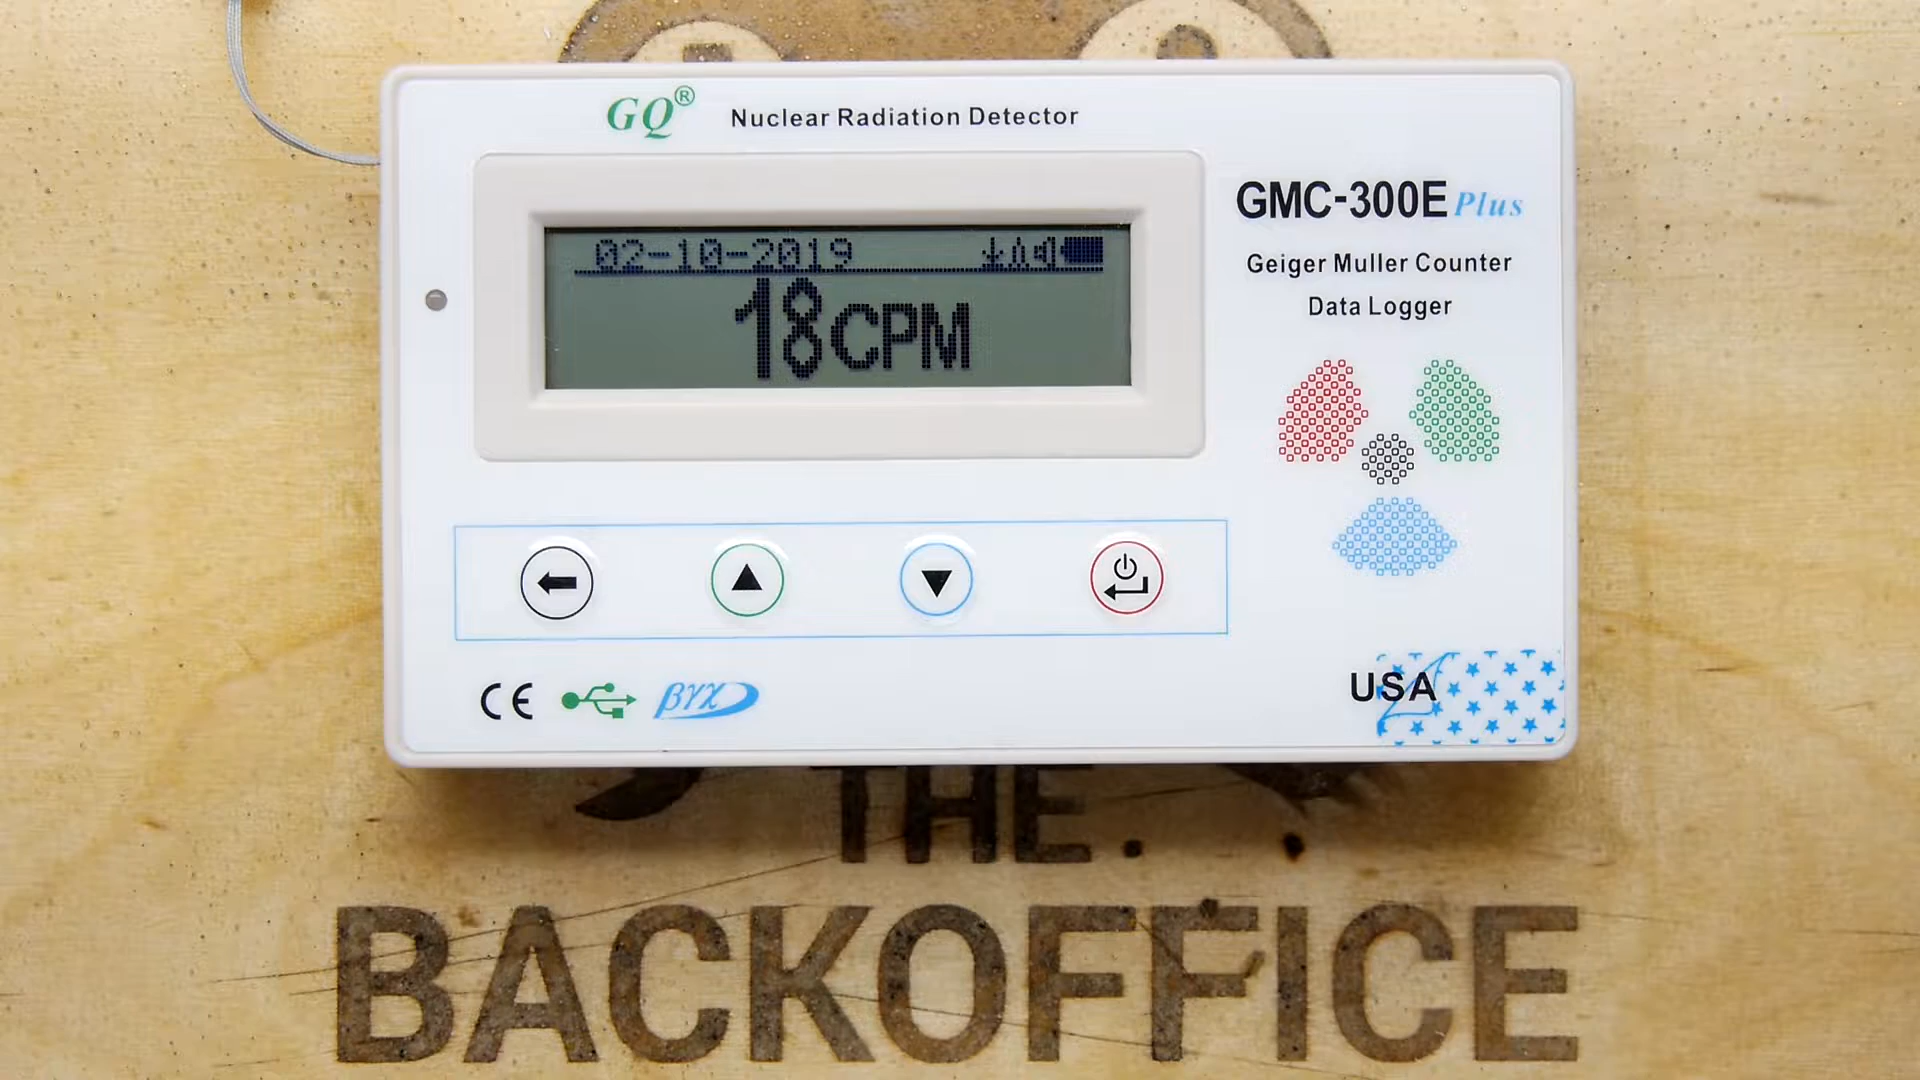 GQ® Nuclear Radiation Detector
GMC-300E Plus
Geiger Muller Counter
Data Logger
02-10-2019
18CPM
CE βγχ
USA
THE
BACKOFFICE